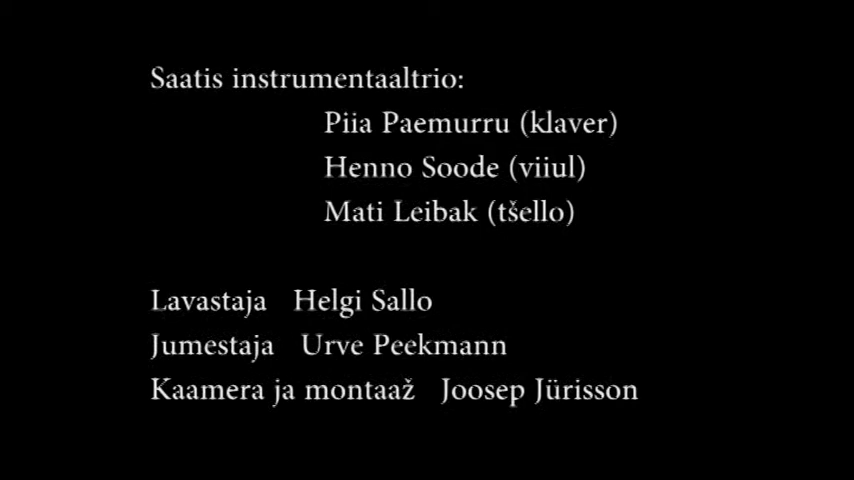 Saatis instrumentaaltrio:
Piia Paemurru (klaver)
Henno Soode (viiul)
Mati Leibak (tšello)
Lavastaja Helgi Sallo
Jumestaja Urve Peekmann
Kaamera ja montaaž Joosep Jürisson